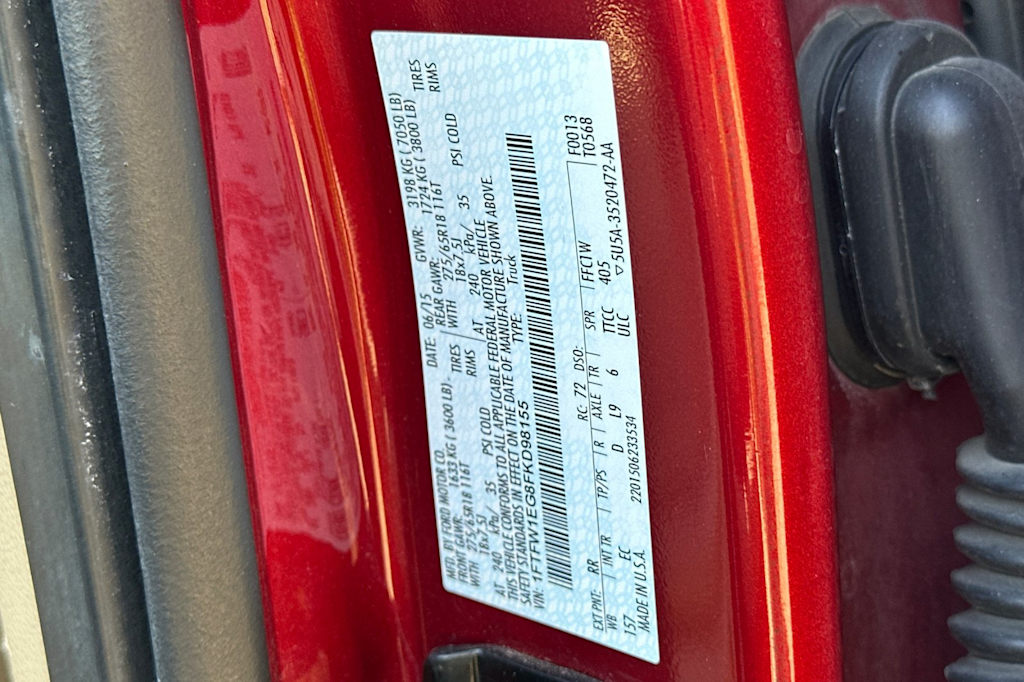 MFD. BY FORD MOTOR CO. DATE: 06/15 GVWR: 3198 KG ( 7050 LB)
FRONT GAWR: 1633 KG ( 3600 LB) REAR GAWR: 1724 KG ( 3800 LB)
WITH 275/65R18 116T TIRES WITH 275/65R18 116T TIRES
18x7.5J RIMS 18x7.5J RIMS
AT 240 kPa/ 35 PSI COLD AT 240 kPa/ 35 PSI COLD
THIS VEHICLE CONFORMS TO ALL APPLICABLE FEDERAL MOTOR VEHICLE
SAFETY STANDARDS IN EFFECT ON THE DATE OF MANUFACTURE SHOWN ABOVE.
VIN: 1FTFW1EG8FKD98155 TYPE: Truck
F0013
T0568
EXT PNT: RR RC: 72 DSO:
WB INT TR TP/PS R AXLE TR SPR FFC1W
157 EC D L9 6 TTCC 405
ULC
MADE IN U.S.A. 2201506233534 ▽5U5A-3520472-AA